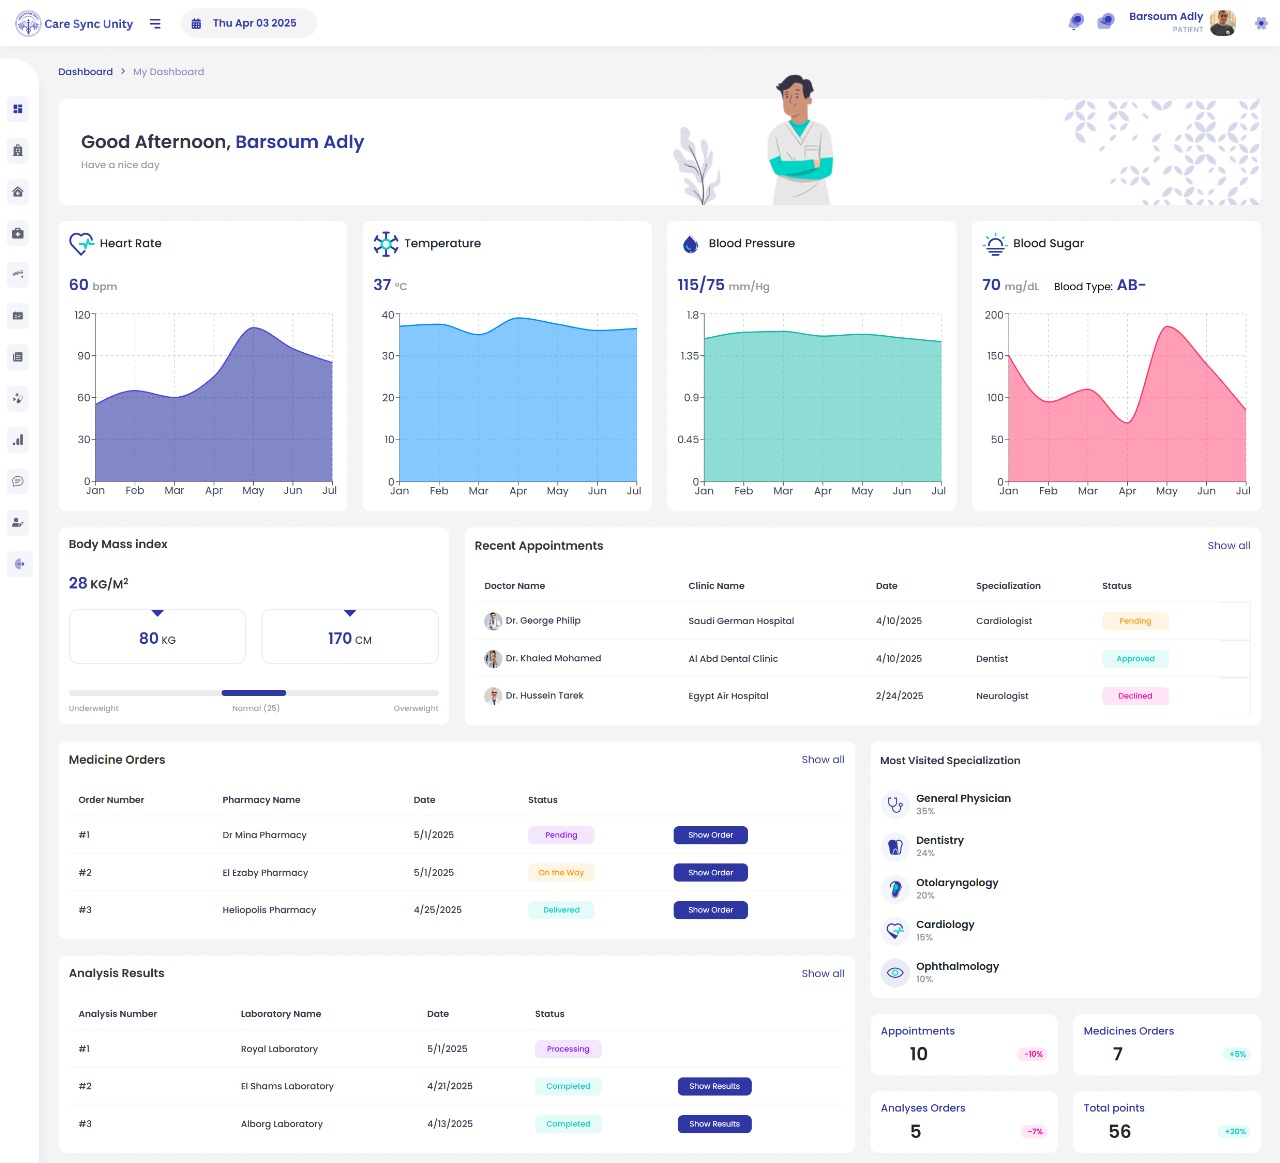 Care Sync Unity
Thu Apr 03 2025
Barsoum Adly
PATIENT
Dashboard > My Dashboard
Good Afternoon, Barsoum Adly
Have a nice day
Heart Rate
60 bpm
120
90
60
30
0
Jan Feb Mar Apr May Jun Jul
Temperature
37 °C
40
30
20
10
0
Jan Feb Mar Apr May Jun Jul
Blood Pressure
115/75 mm/Hg
1.8
1.35
0.9
0.45
0
Jan Feb Mar Apr May Jun Jul
Blood Sugar
70 mg/dL Blood Type: AB-
200
150
100
50
0
Jan Feb Mar Apr May Jun Jul
Body Mass index
28 KG/M²
80 KG 170 CM
Underweight Normal (25) Overweight
Recent Appointments Show all
Doctor Name Clinic Name Date Specialization Status
Dr. George Philip Saudi German Hospital 4/10/2025 Cardiologist Pending
Dr. Khaled Mohamed Al Abd Dental Clinic 4/10/2025 Dentist Approved
Dr. Hussein Tarek Egypt Air Hospital 2/24/2025 Neurologist Declined
Medicine Orders Show all
Order Number Pharmacy Name Date Status
#1 Dr Mina Pharmacy 5/1/2025 Pending Show Order
#2 El Ezaby Pharmacy 5/1/2025 On the Way Show Order
#3 Heliopolis Pharmacy 4/25/2025 Delivered Show Order
Most Visited Specialization
General Physician
35%
Dentistry
24%
Otolaryngology
20%
Cardiology
15%
Ophthalmology
10%
Analysis Results Show all
Analysis Number Laboratory Name Date Status
#1 Royal Laboratory 5/1/2025 Processing
#2 El Shams Laboratory 4/21/2025 Completed Show Results
#3 Alborg Laboratory 4/13/2025 Completed Show Results
Appointments
10 -10%
Medicines Orders
7 +5%
Analyses Orders
5 -7%
Total points
56 +20%